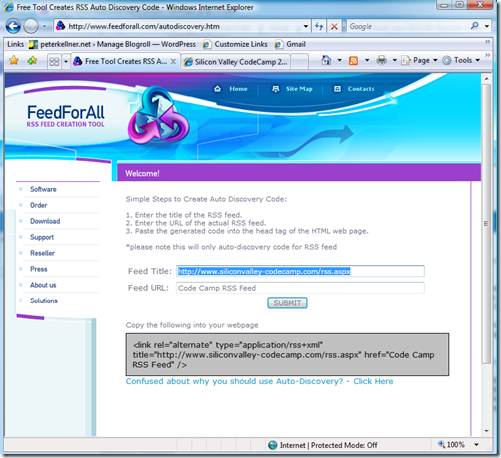 Free Tool Creates RSS Auto Discovery Code - Windows Internet Explorer
http://www.feedforall.com/autodiscovery.htm
Google
Links
peterkellner.net › Manage Blogroll — WordPress
Customize Links
Gmail
Free Tool Creates RSS A...
Silicon Valley CodeCamp 2...
Page
Tools
Home
Site Map
Contacts
FeedForAll
RSS FEED CREATION TOOL
Welcome!
Software
Order
Download
Support
Reseller
Press
About us
Solutions
Simple Steps to Create Auto Discovery Code:
1. Enter the title of the RSS feed.
2. Enter the URL of the actual RSS feed.
3. Paste the generated code into the head tag of the HTML web page.
*please note this will only auto-discovery code for RSS feed
Feed Title: http://www.siliconvalley-codecamp.com/rss.aspx
Feed URL: Code Camp RSS Feed
SUBMIT
Copy the following into your webpage
<link rel="alternate" type="application/rss+xml"
title="http://www.siliconvalley-codecamp.com/rss.aspx" href="Code Camp
RSS Feed" />
Confused about why you should use Auto-Discovery? - Click Here
Internet | Protected Mode: Off
100%